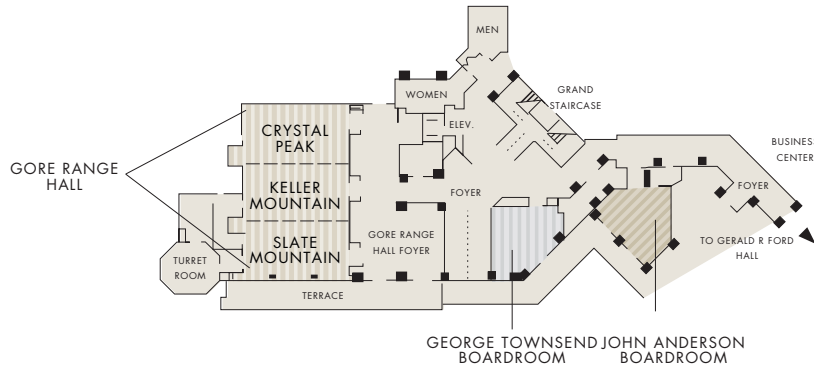 MEN
WOMEN
GRAND
STAIRCASE
ELEV.
CRYSTAL
PEAK
BUSINES
CENTER
GORE RANGE
HALL
KELLER
MOUNTAIN
FOYER
FOYER
GORE RANGE
HALL FOYER
SLATE
MOUNTAIN
TO GERALD R FORD
HALL
TURRET
ROOM
TERRACE
GEORGE TOWNSEND
BOARDROOM
JOHN ANDERSON
BOARDROOM